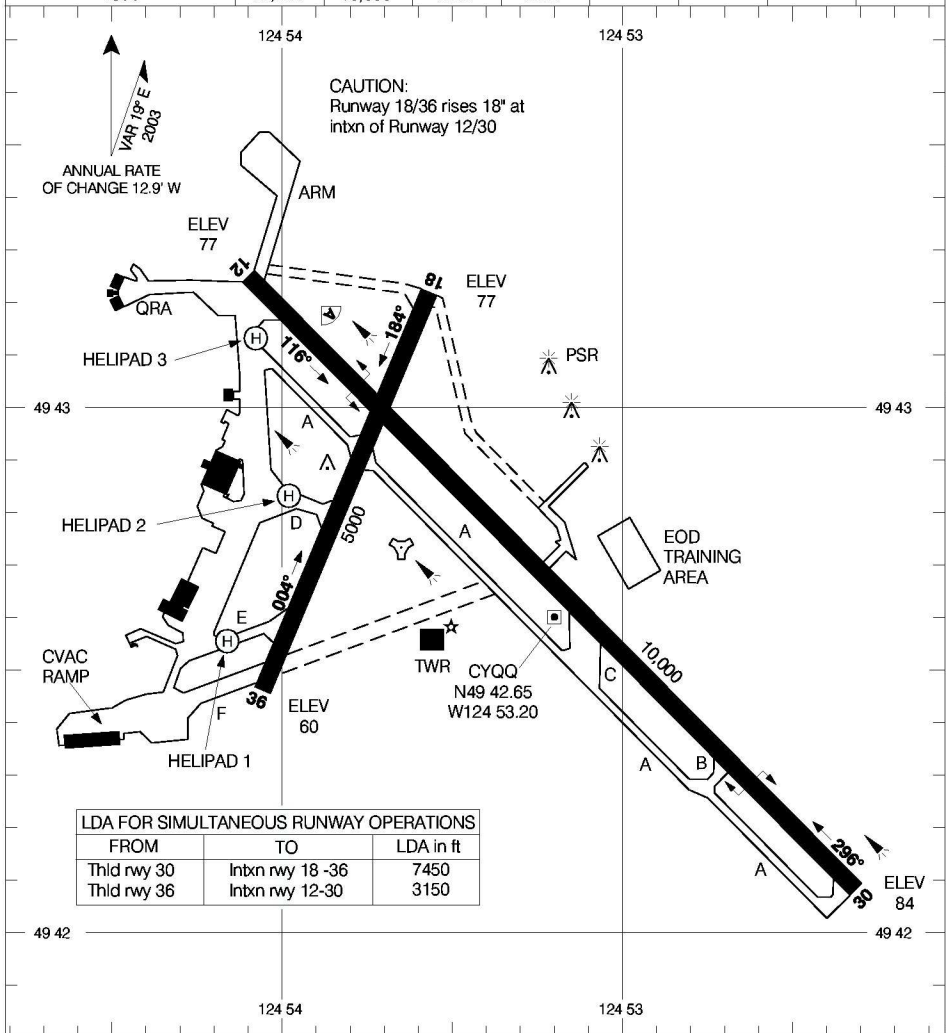 124 54
124 53
VAR 19° E
2003
ANNUAL RATE
OF CHANGE 12.9' W
CAUTION:
Runway 18/36 rises 18" at
intxn of Runway 12/30
ARM
ELEV
77
12
18
ELEV
77
QRA
A
184°
116°
HELIPAD 3
H
PSR
49 43
49 43
A
HELIPAD 2
H
D
5000
A
EOD
TRAINING
AREA
004°
E
H
TWR
CYQQ
N49 42.65
W124 53.20
10,000
C
CVAC
RAMP
F
36
ELEV
60
HELIPAD 1
A
B
LDA FOR SIMULTANEOUS RUNWAY OPERATIONS
FROM TO LDA in ft
Thld rwy 30 Intxn rwy 18 -36 7450
Thld rwy 36 Intxn rwy 12-30 3150
296°
A
30
ELEV
84
49 42
49 42
124 54
124 53